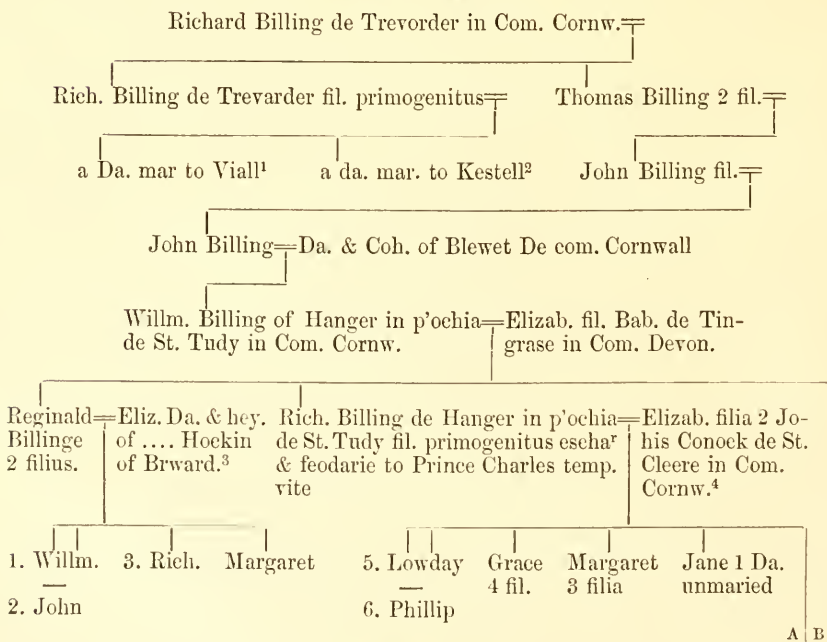 Richard Billing de Trevorder in Com. Cornw.
Rich. Billing de Trevarder fil. primogenitus Thomas Billing 2 fil.
a Da. mar to Viall¹ a da. mar. to Kestell² John Billing fil.
John Billing Da. & Coh. of Blewet De com. Cornwall
Willm. Billing of Hanger in p'ochia
de St. Tudy in Com. Cornw.
Elizab. fil. Bab. de Tin-
grase in Com. Devon.
Reginald
Billinge
2 filius.
Eliz. Da. & hey.
of .... Hockin
of Brward.³
Rich. Billing de Hanger in p'ochia
de St. Tudy fil. primogenitus eschaʳ
& feodarie to Prince Charles temp.
vite
Elizab. filia 2 Jo-
his Conock de St.
Cleere in Com.
Cornw.⁴
1. Willm.
2. John
3. Rich. Margaret
5. Lowday
6. Phillip
Grace
4 fil.
Margaret
3 filia
Jane 1 Da.
unmaried
A B